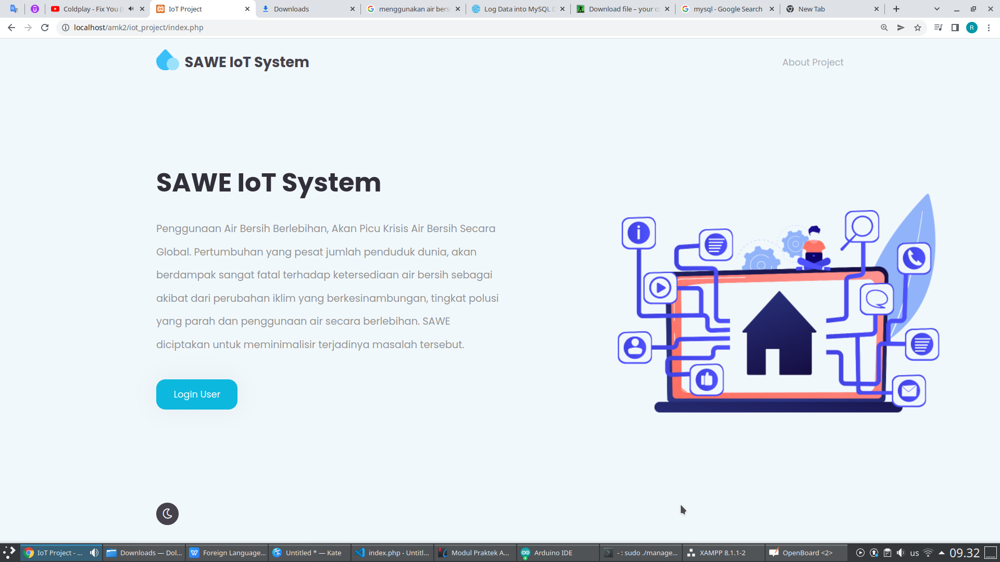 Coldplay - Fix You (
IoT Project
Downloads
menggunakan air bers
Log Data into MySQL D
Download file – your co
mysql - Google Search
New Tab
localhost/amk2/iot_project/index.php
R
SAWE IoT System
About Project
SAWE IoT System
Penggunaan Air Bersih Berlebihan, Akan Picu Krisis Air Bersih Secara
Global. Pertumbuhan yang pesat jumlah penduduk dunia, akan
berdampak sangat fatal terhadap ketersediaan air bersih sebagai
akibat dari perubahan iklim yang berkesinambungan, tingkat polusi
yang parah dan penggunaan air secara berlebihan. SAWE
diciptakan untuk meminimalisir terjadinya masalah tersebut.
Login User
IoT Project - ...
Downloads — Dol...
Foreign Language...
Untitled * — Kate
index.php - Untitl...
Modul Praktek A...
Arduino IDE
- : sudo ./manage...
XAMPP 8.1.1-2
OpenBoard <2>
us
09.32